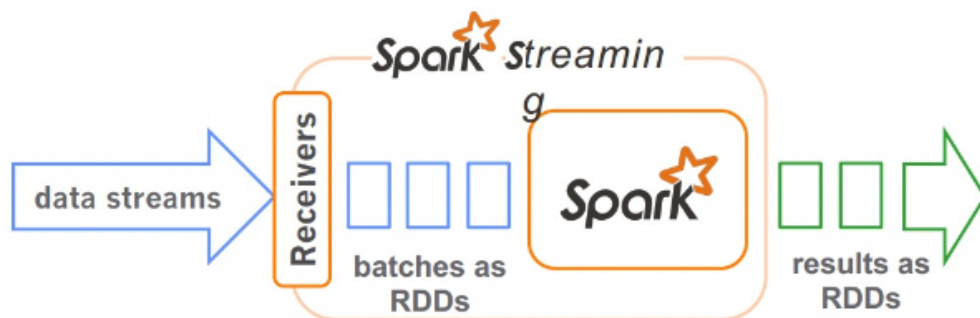 Spark Streamin
g
data streams
Receivers
batches as
RDDs
Spark
results as
RDDs